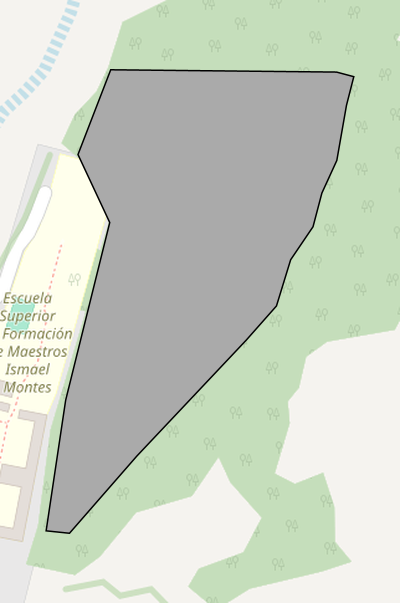 Escuela
Superior
Formación
e Maestros
Ismael
Montes